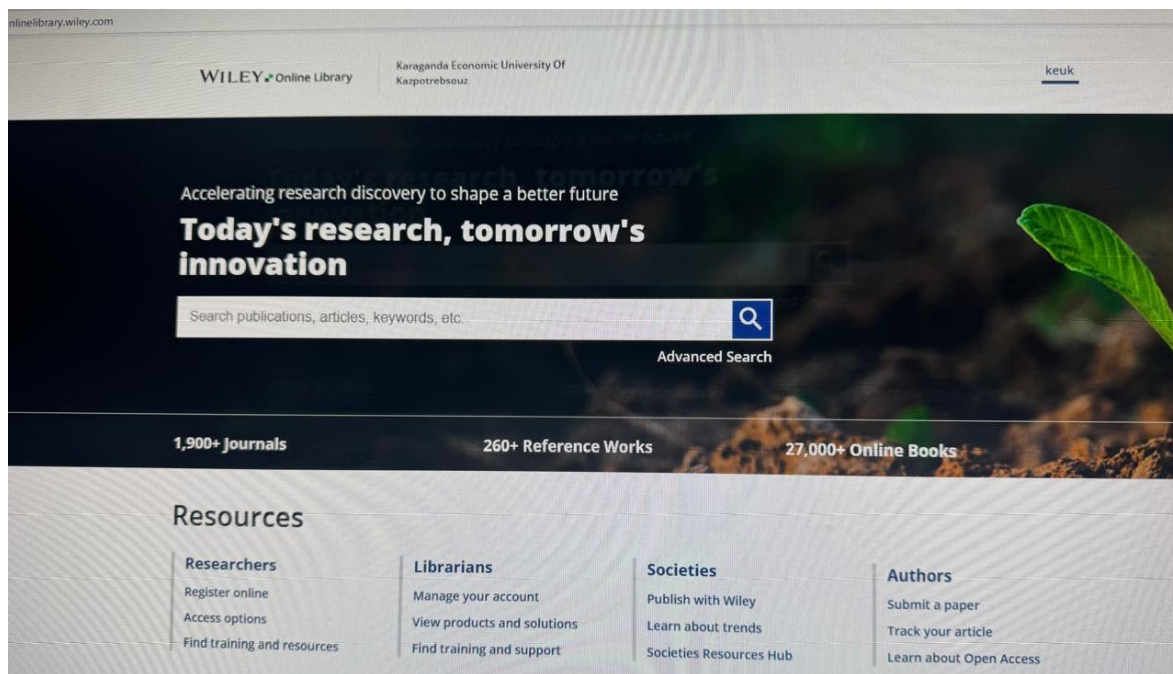 nlinelibrary.wiley.com
WILEY Online Library
Karaganda Economic University Of
Kazpotrebsouz
keuk
Accelerating research discovery to shape a better future
Today's research, tomorrow's
innovation
Search publications, articles, keywords, etc.
Advanced Search
1,900+ Journals
260+ Reference Works
27,000+ Online Books
Resources
Researchers
Register online
Access options
Find training and resources
Librarians
Manage your account
View products and solutions
Find training and support
Societies
Publish with Wiley
Learn about trends
Societies Resources Hub
Authors
Submit a paper
Track your article
Learn about Open Access